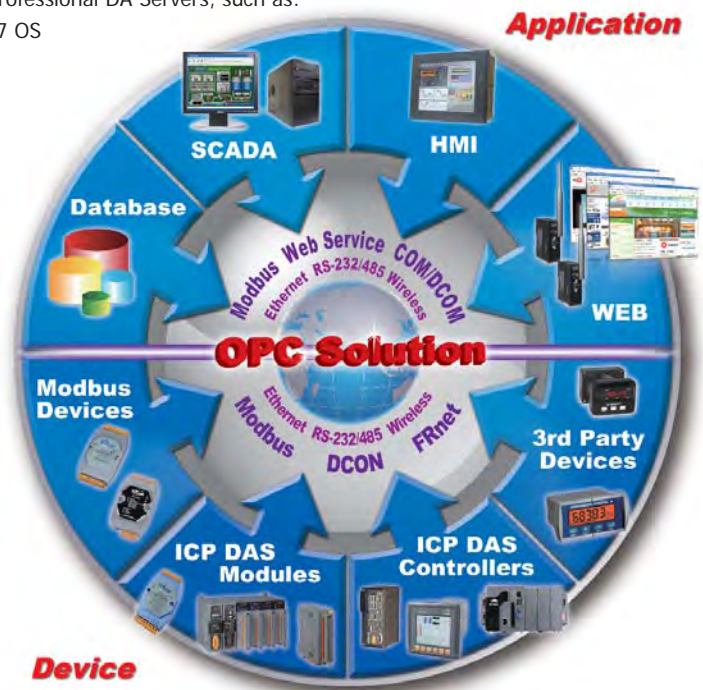 rofessional DA Servers, such as:
7 OS
Application
SCADA
HMI
Database
WEB
Modbus Web Service COM/DCOM
Ethernet RS-232/485 Wireless
OPC Solution
Ethernet RS-232/485 Wireless
Modbus DCON FRnet
Modbus
Devices
3rd Party
Devices
68393
ICP DAS
Modules
ICP DAS
Controllers
Device